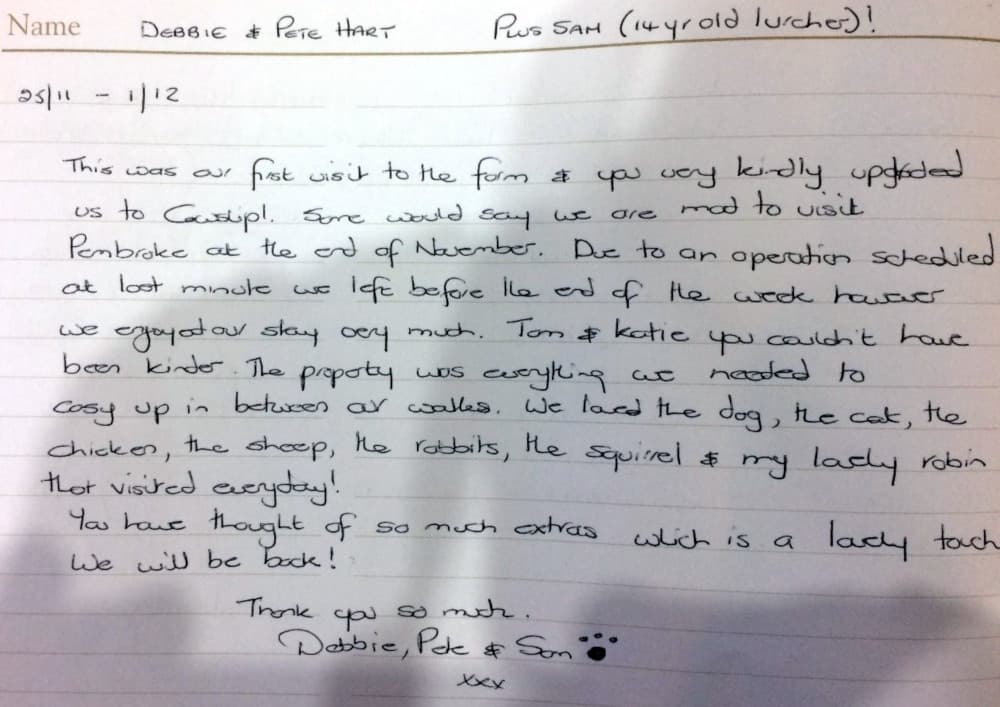 Name DEBBIE & PETE HART PLUS SAM (14 yr old lurcher)!
25/11 - 1/12
This was our first visit to the farm & you very kindly upgraded
us to Cowslip!. Some would say we are mad to visit
Pembroke at the end of November. Due to an operation scheduled
at last minute we left before the end of the week however
we enjoyed our stay very much. Tom & Katie you couldn't have
been kinder. The property was everything we needed to
cosy up in between our walks. We loved the dog, the cat, the
chicken, the sheep, the rabbits, the squirrel & my lovely robin
that visited everyday!
You have thought of so much extras which is a lovely touch
We will be back!
Thank you so much.
Debbie, Pete & Sam
xxx